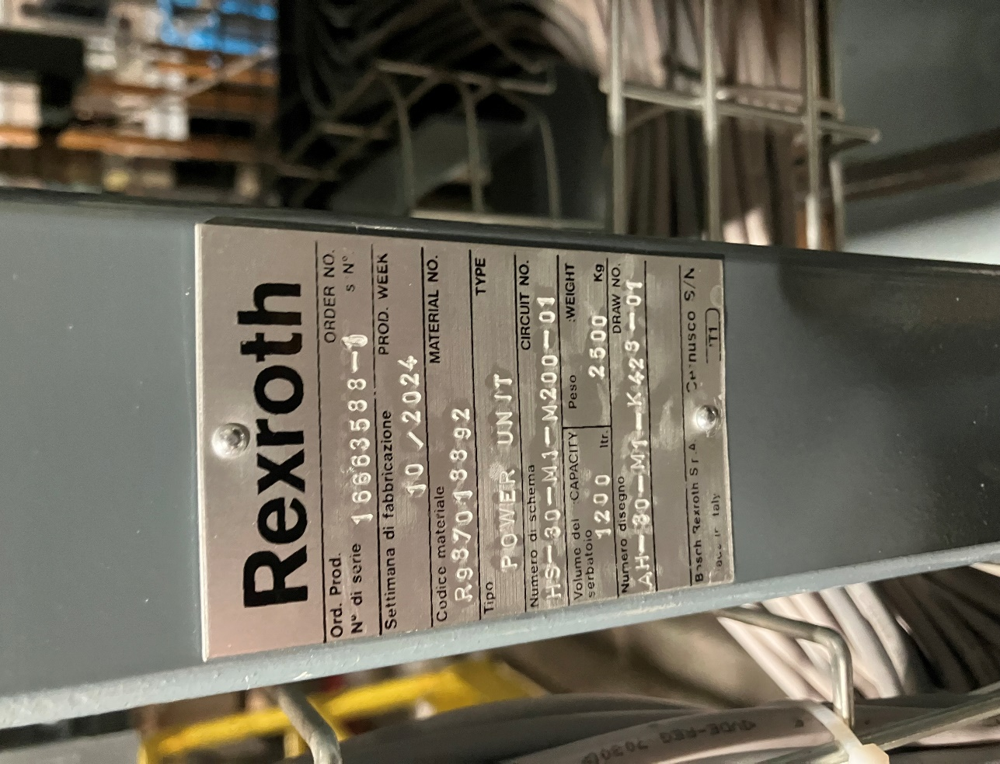 Rexroth
Ord. Prod. ORDER NO.
N° di serie 16663588-1 s N°
Settimana di fabbricazione PROD. WEEK
10/2024
Codice materiale MATERIAL NO.
R987018892
Tipo TYPE
POWER UNIT
Numero di schema CIRCUIT NO.
HS-30-M1-M200-01
Volume del serbatoio :CAPACITY
1200 ltr.
Peso :WEIGHT
2500 Kg
Numero disegno DRAW NO.
AH-30-M1-K428-01
Bosch Rexroth S.r.A. Cernusco S/N
Italy
T1
VDE-REG 7030